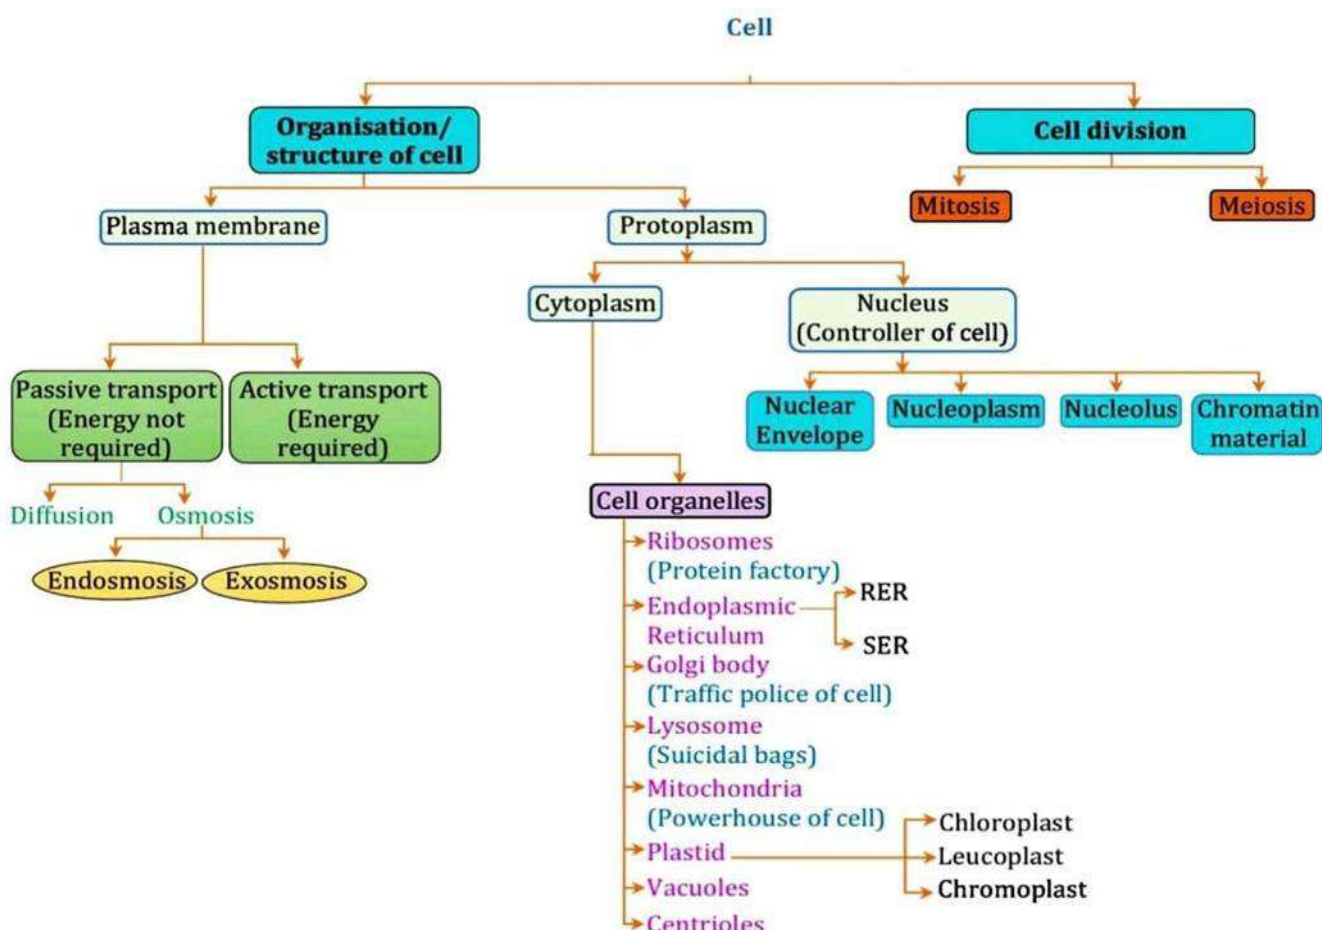 Cell
Organisation/
structure of cell
Cell division
Mitosis
Meiosis
Plasma membrane
Protoplasm
Cytoplasm
Nucleus
(Controller of cell)
Passive transport
(Energy not
required)
Active transport
(Energy
required)
Nuclear
Envelope
Nucleoplasm
Nucleolus
Chromatin
material
Diffusion
Osmosis
Endosmosis
Exosmosis
Cell organelles
Ribosomes
(Protein factory)
Endoplasmic
Reticulum
RER
SER
Golgi body
(Traffic police of cell)
Lysosome
(Suicidal bags)
Mitochondria
(Powerhouse of cell)
Plastid
Chloroplast
Leucoplast
Chromoplast
Vacuoles
Centrioles